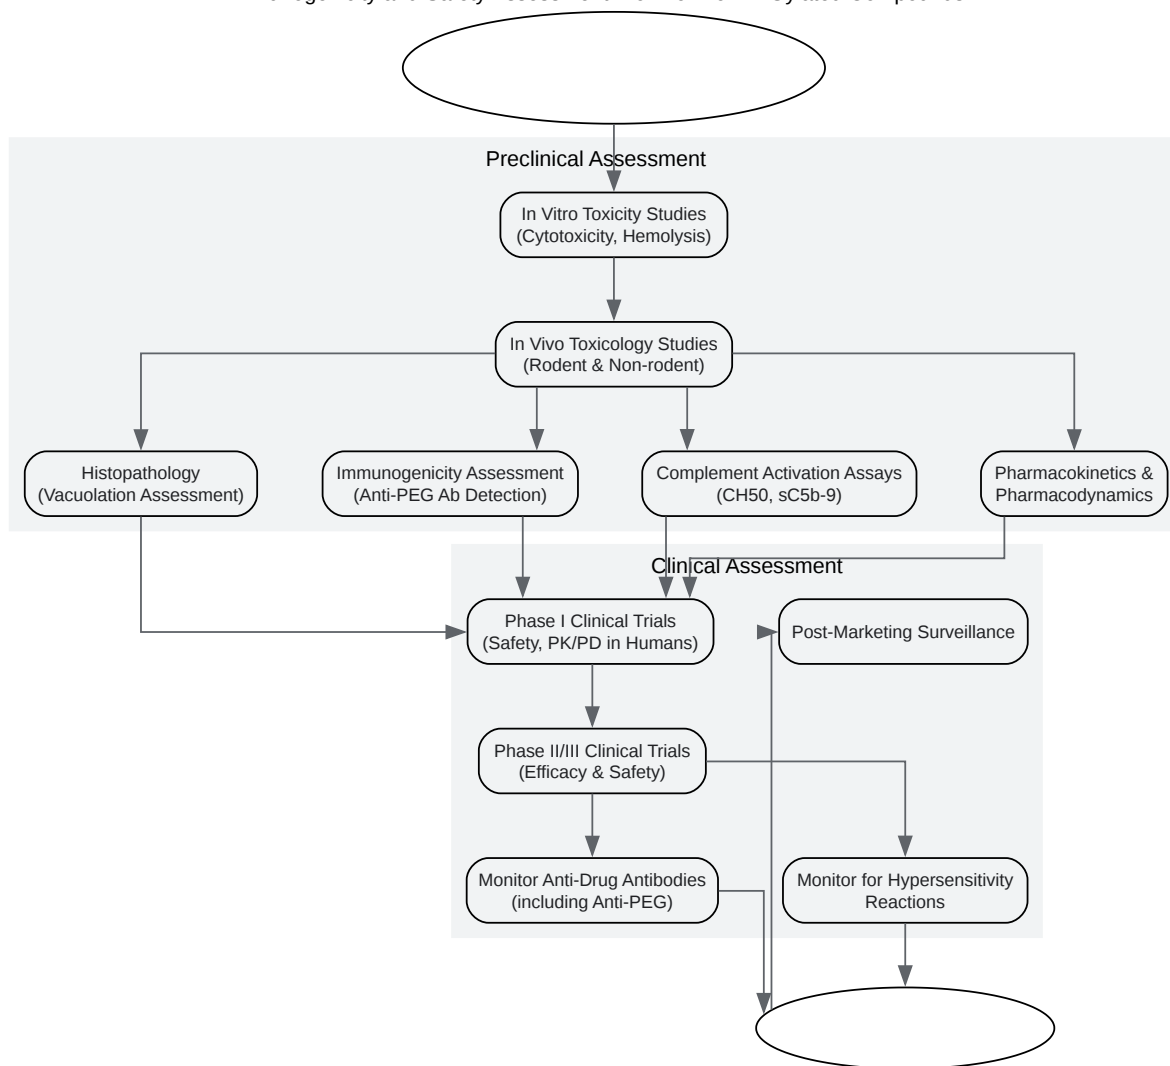 and Safety Assessment
Preclinical Assessment
In Vitro Toxicity Studies
(Cytotoxicity, Hemolysis)
In Vivo Toxicology Studies
(Rodent & Non-rodent)
Histopathology
(Vacuolation Assessment)
Immunogenicity Assessment
(Anti-PEG Ab Detection)
Complement Activation Assays
(CH50, sC5b-9)
Pharmacokinetics &
Pharmacodynamics
Clinical Assessment
Phase I Clinical Trials
(Safety, PK/PD in Humans)
Post-Marketing Surveillance
Phase II/III Clinical Trials
(Efficacy & Safety)
Monitor Anti-Drug Antibodies
(including Anti-PEG)
Monitor for Hypersensitivity
Reactions